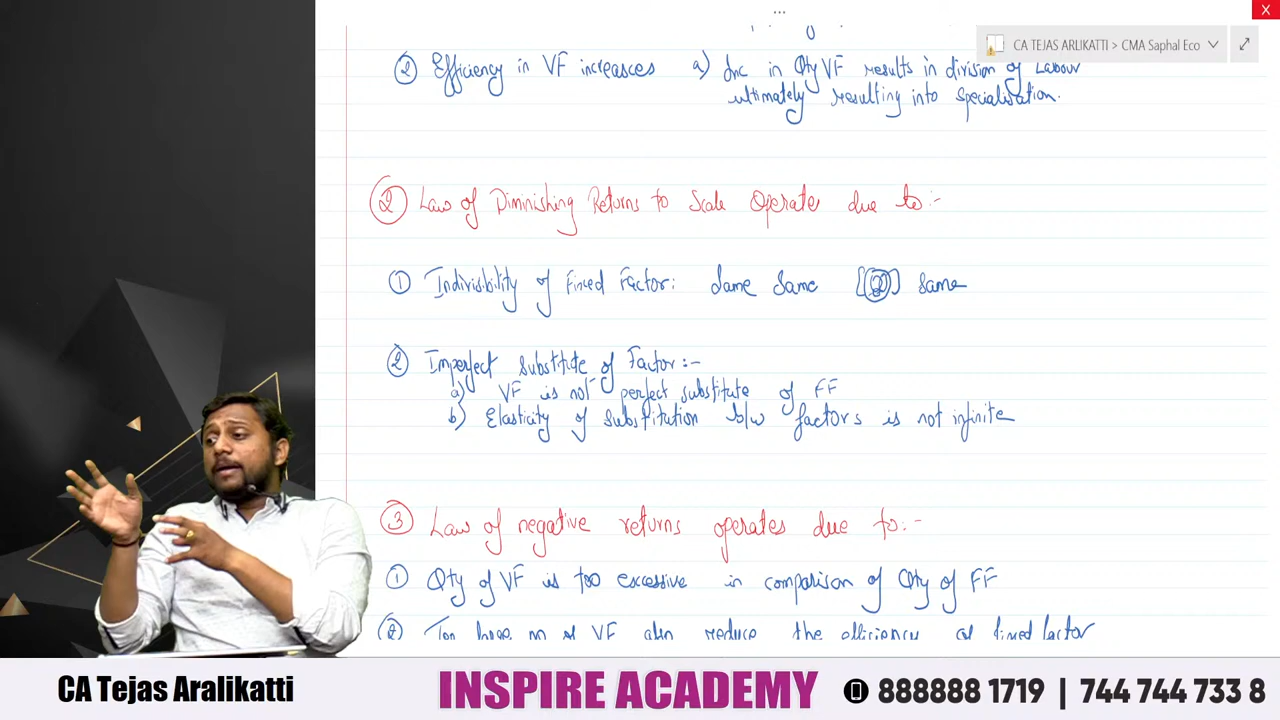 CA TEJAS ARLIKATTI > CMA Saphal Eco
② Efficiency in VF increasces a) Inc in Qty VF results in division of Labour
ultimately resulting into specialisation.
② Law of Diminishing Returns to Scale Operates due to :-
① Indivisibility of Fixed Factor: Same Same same
② Imperfect Substitute of Factor :-
a) VF is not perfect substitute of FF
b) Elasticity of substitution b/w factors is not infinite
③ Law of negative returns operates due to :-
① Qty of VF is too excessive in comparison of Qty of FF
② Too VF also reduce the efficiency of fixed factor
CA Tejas Aralikatti
INSPIRE ACADEMY
888888 1719 | 744 744 733 8